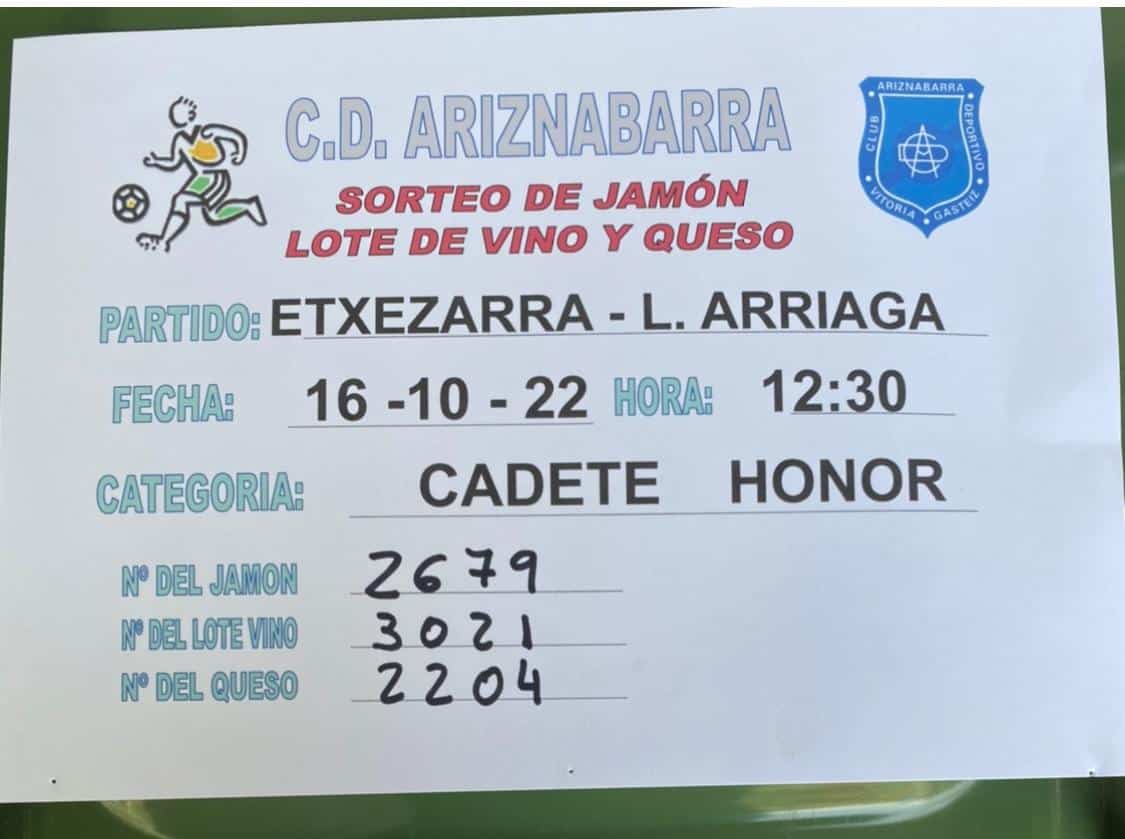 C.D. ARIZNABARRA
ARIZNABARRA
CLUB
DEPORTIVO
VITORIA GASTEIZ
SORTEO DE JAMÓN
LOTE DE VINO Y QUESO
PARTIDO: ETXEZARRA - L. ARRIAGA
FECHA: 16 -10 - 22 HORA: 12:30
CATEGORIA: CADETE HONOR
Nº DEL JAMON 2679
Nº DEL LOTE VINO 3021
Nº DEL QUESO 2204